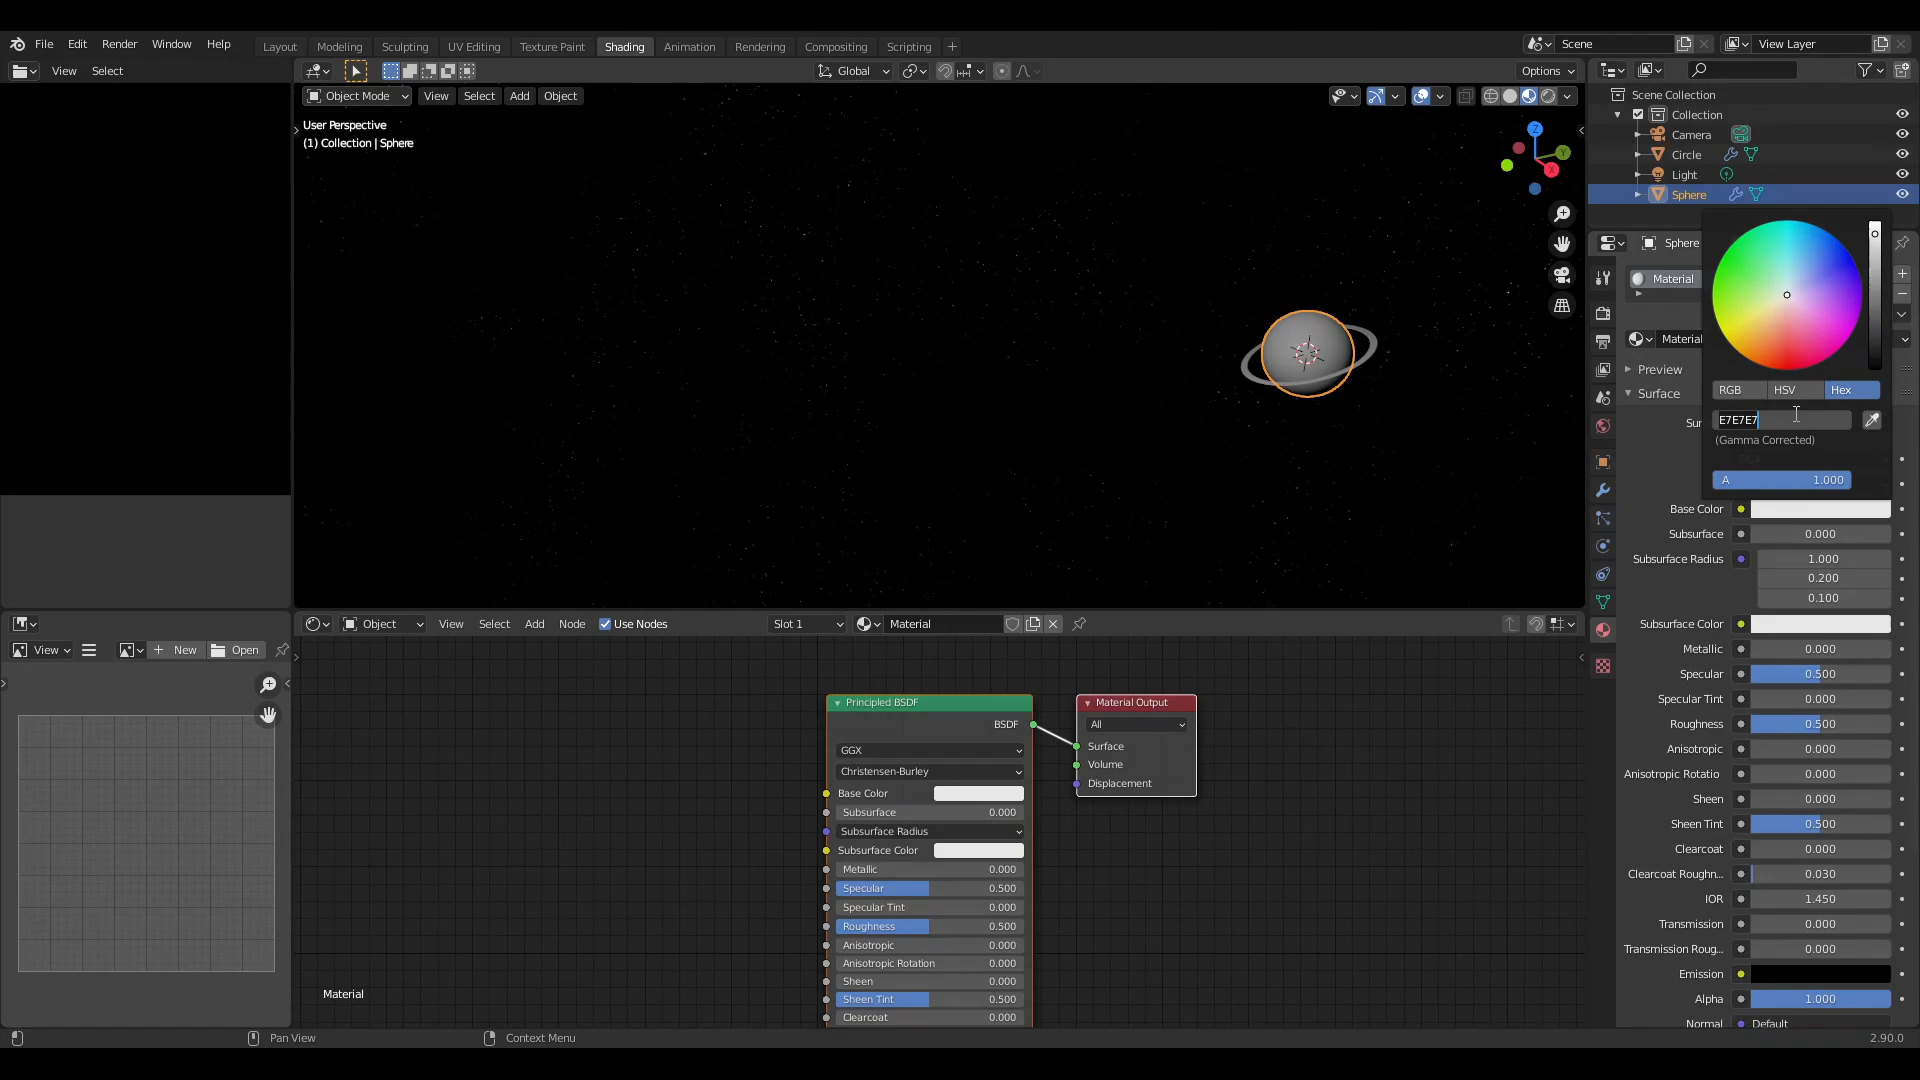 File Edit Render Window Help
Layout Modeling Sculpting UV Editing Texture Paint Shading Animation Rendering Compositing Scripting
Scene
View Layer
View Select
Global
Options
Object Mode View Select Add Object
User Perspective
(1) Collection | Sphere
Z
Y
X
Scene Collection
Collection
Camera
Circle
Light
Sphere
Sphere
Material
Material
Preview
Surface
Sur
RGB HSV Hex
E7E7E7
(Gamma Corrected)
A 1.000
Base Color
Subsurface 0.000
Subsurface Radius 1.000
0.200
0.100
Subsurface Color
Metallic 0.000
Specular 0.500
Specular Tint 0.000
Roughness 0.500
Anisotropic 0.000
Anisotropic Rotatio 0.000
Sheen 0.000
Sheen Tint 0.500
Clearcoat 0.000
Clearcoat Roughn... 0.030
IOR 1.450
Transmission 0.000
Transmission Roug... 0.000
Emission
Alpha 1.000
Normal Default
View New Open
Object View Select Add Node Use Nodes Slot 1 Material
Principled BSDF
BSDF
GGX
Christensen-Burley
Base Color
Subsurface 0.000
Subsurface Radius
Subsurface Color
Metallic 0.000
Specular 0.500
Specular Tint 0.000
Roughness 0.500
Anisotropic 0.000
Anisotropic Rotation 0.000
Sheen 0.000
Sheen Tint 0.500
Clearcoat 0.000
Material Output
All
Surface
Volume
Displacement
Material
Pan View
Context Menu
2.90.0